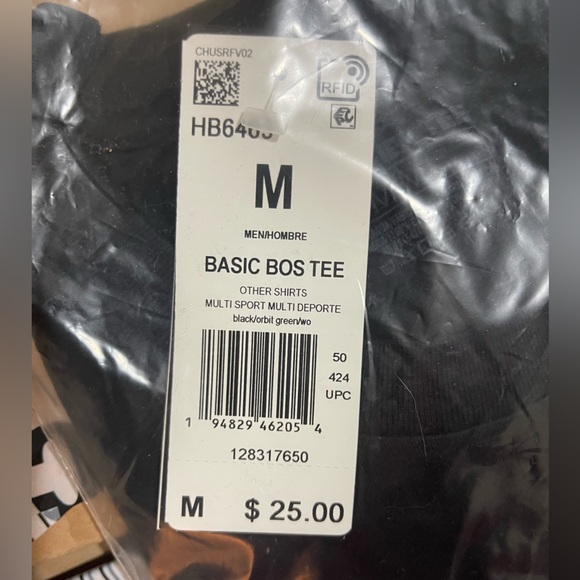 CHUSRFV02
RFID
M
MEN/HOMBRE
BASIC BOS TEE
OTHER SHIRTS
MULTI SPORT MULTI DEPORTE
black/orbit green/wo
50
424
UPC
1 94829 46205 4
128317650
M $ 25.00